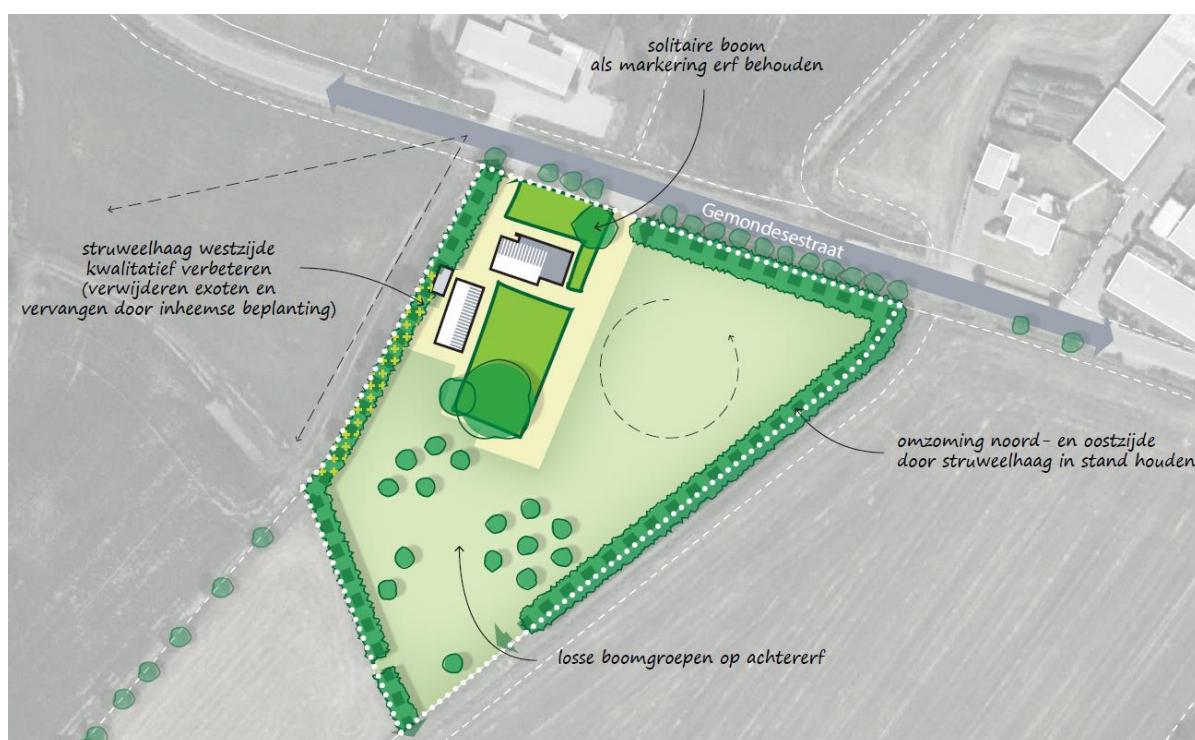 solitaire boom
als markering erf behouden
Gemondesestraat
struweelhaag westzijde
kwalitatief verbeteren
(verwijderen exoten en
vervangen door inheemse beplanting)
omzoming noord- en oostzijde
door struweelhaag in stand houden
losse boomgroepen op achtererf